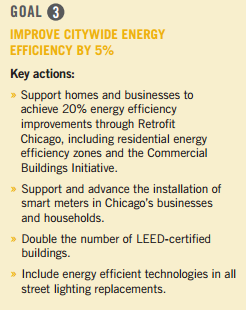 GOAL 3
IMPROVE CITYWIDE ENERGY
EFFICIENCY BY 5%
Key actions:
» Support homes and businesses to
achieve 20% energy efficiency
improvements through Retrofit
Chicago, including residential energy
efficiency zones and the Commercial
Buildings Initiative.
» Support and advance the installation of
smart meters in Chicago's businesses
and households.
» Double the number of LEED-certified
buildings.
» Include energy efficient technologies in all
street lighting replacements.